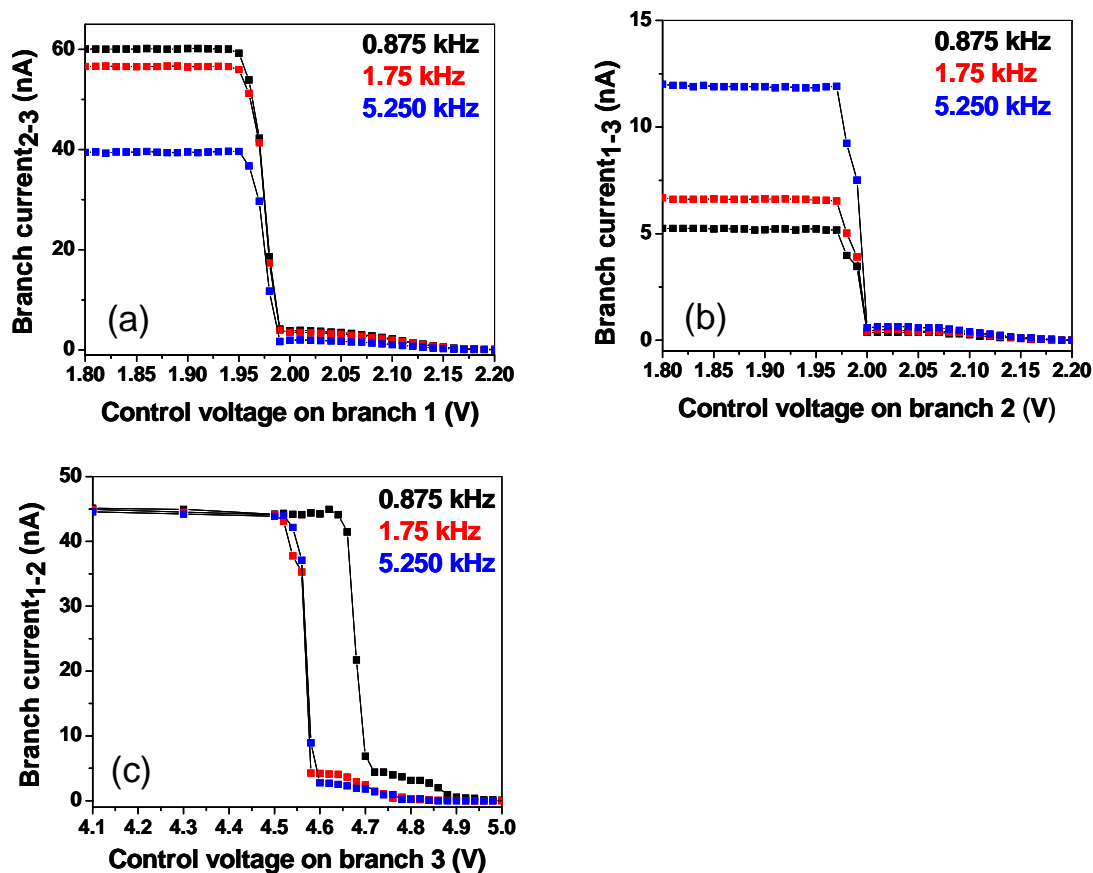 60
40
20
0
Branch current2-3 (nA)
0.875 kHz
1.75 kHz
5.250 kHz
(a)
1.80 1.85 1.90 1.95 2.00 2.05 2.10 2.15 2.20
Control voltage on branch 1 (V)
15
10
5
0
Branch current1-3 (nA)
0.875 kHz
1.75 kHz
5.250 kHz
(b)
1.80 1.85 1.90 1.95 2.00 2.05 2.10 2.15 2.20
Control voltage on branch 2 (V)
50
40
30
20
10
0
Branch current1-2 (nA)
0.875 kHz
1.75 kHz
5.250 kHz
(c)
4.1 4.2 4.3 4.4 4.5 4.6 4.7 4.8 4.9 5.0
Control voltage on branch 3 (V)